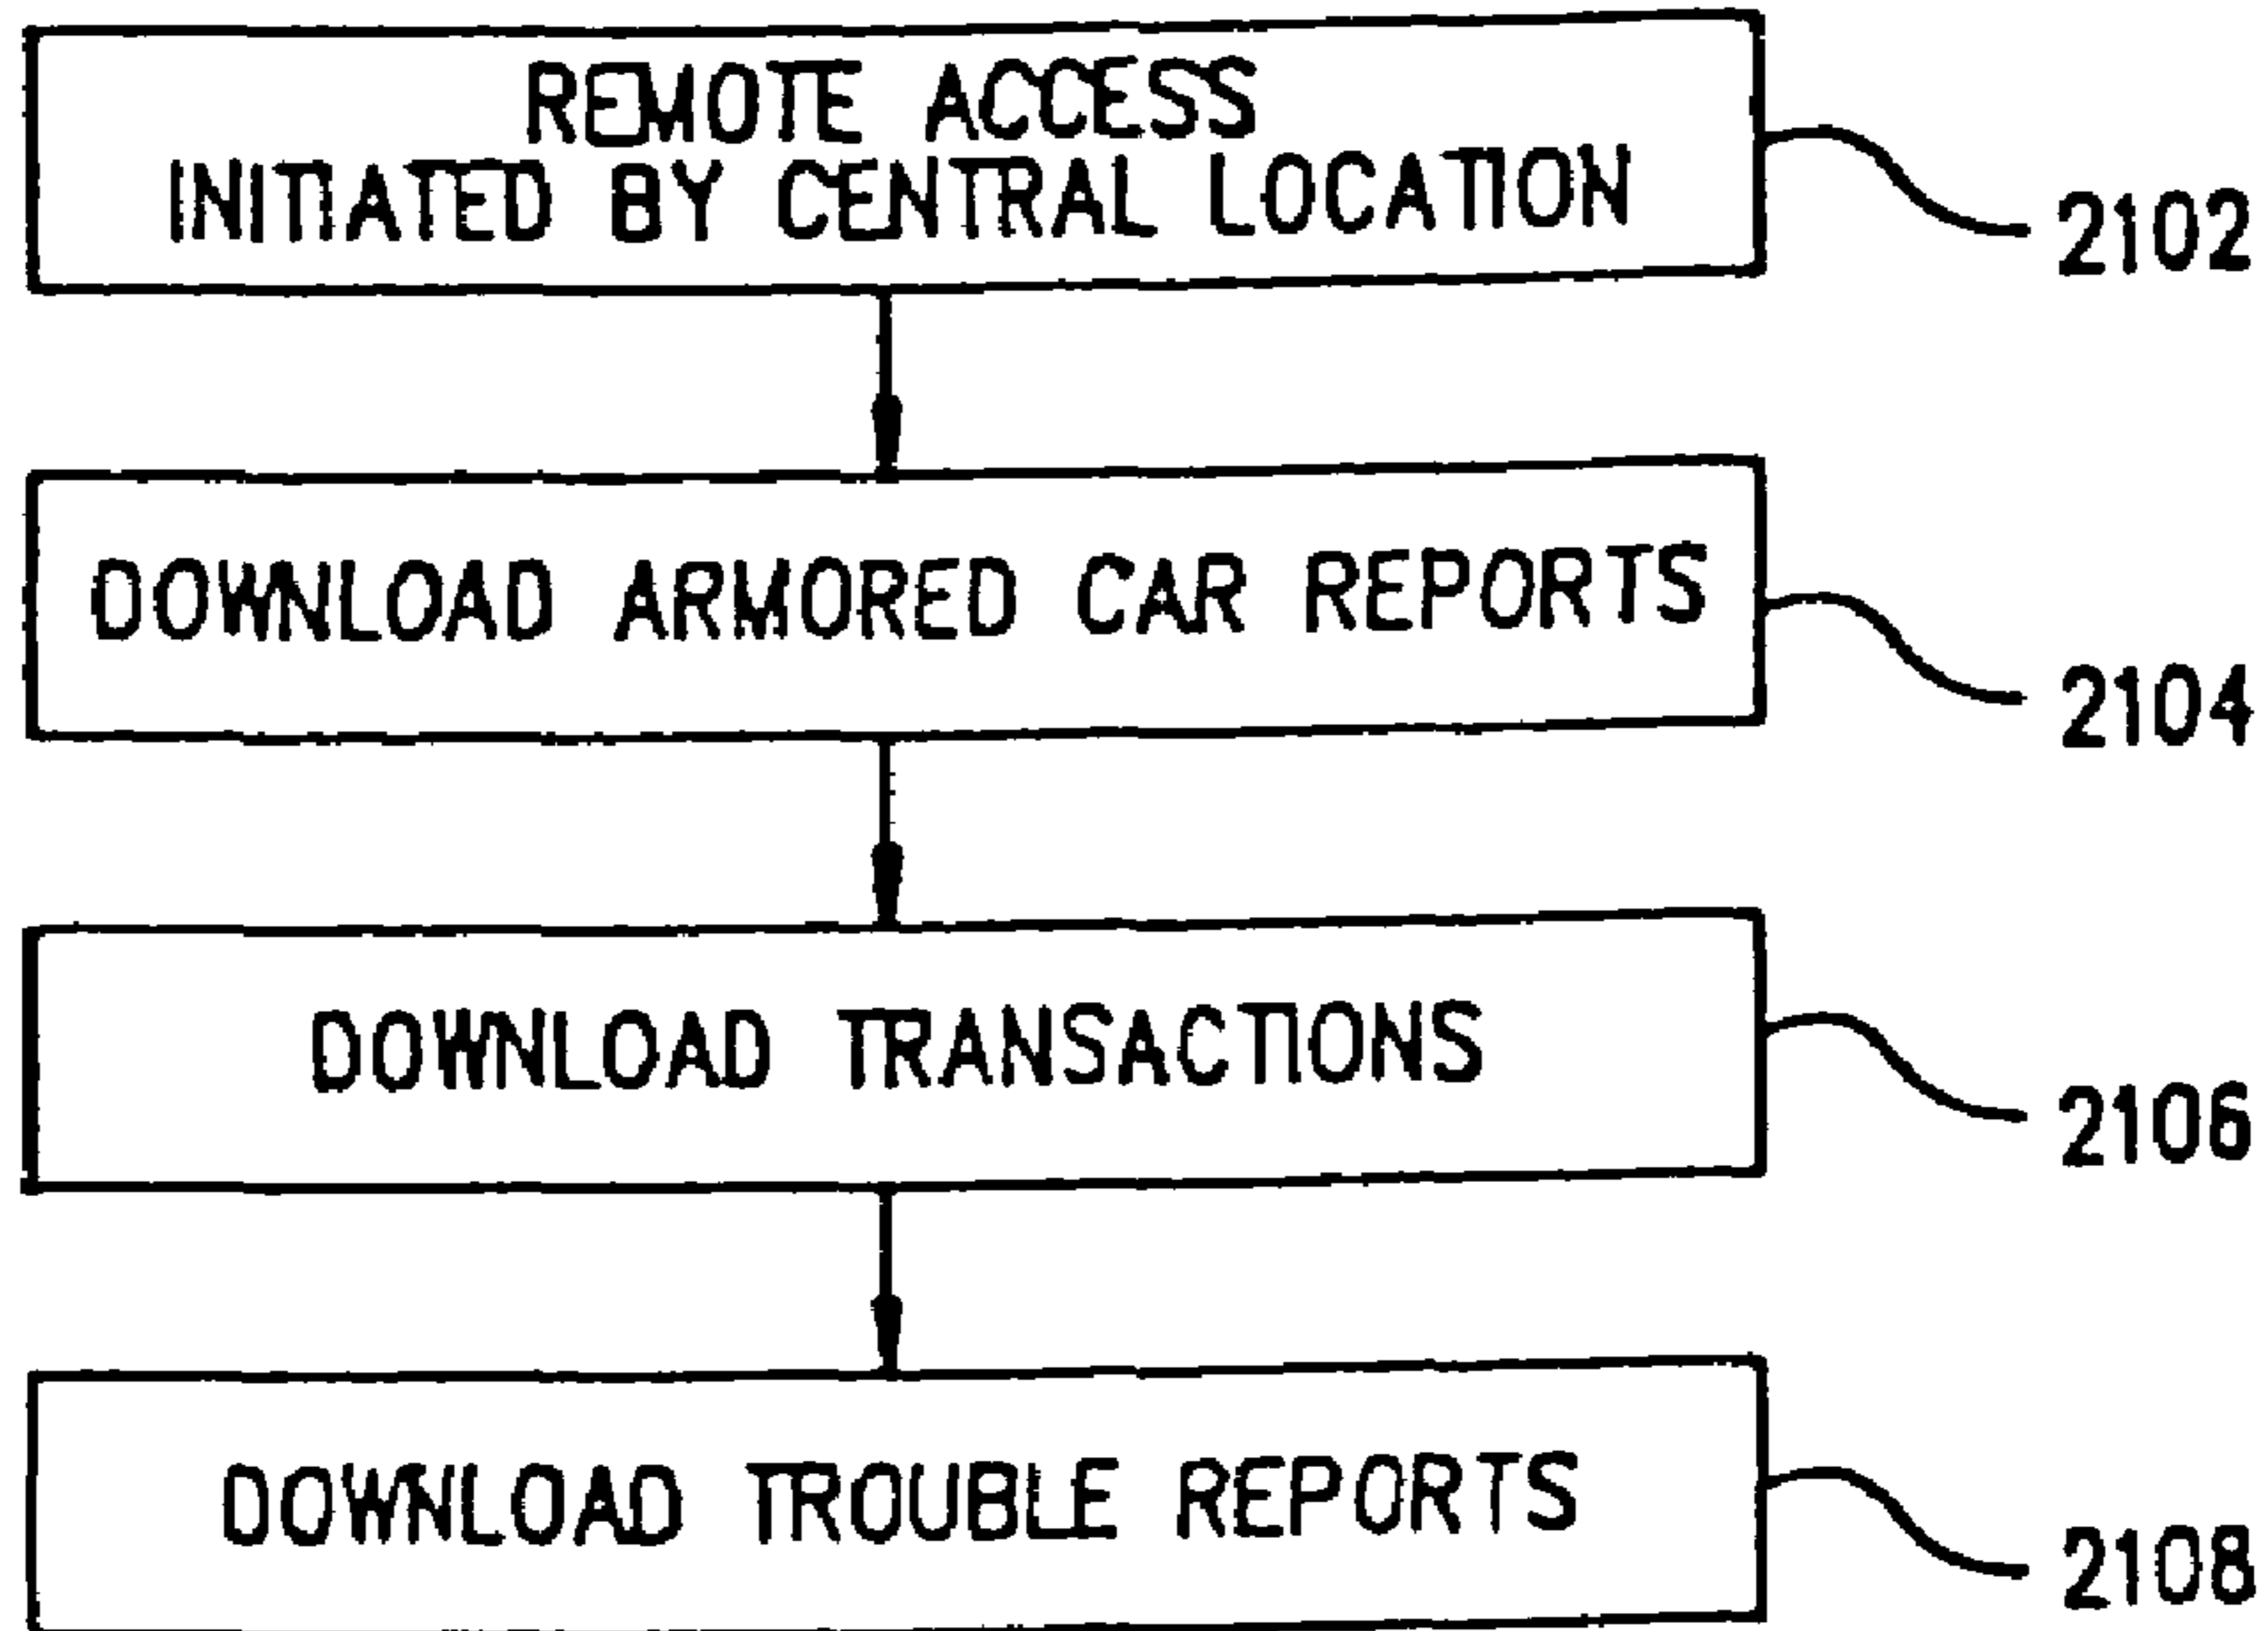 REMOTE ACCESS
INITIATED BY CENTRAL LOCATION
2102
DOWNLOAD ARMORED CAR REPORTS
2104
DOWNLOAD TRANSACTIONS
2106
DOWNLOAD TROUBLE REPORTS
2108